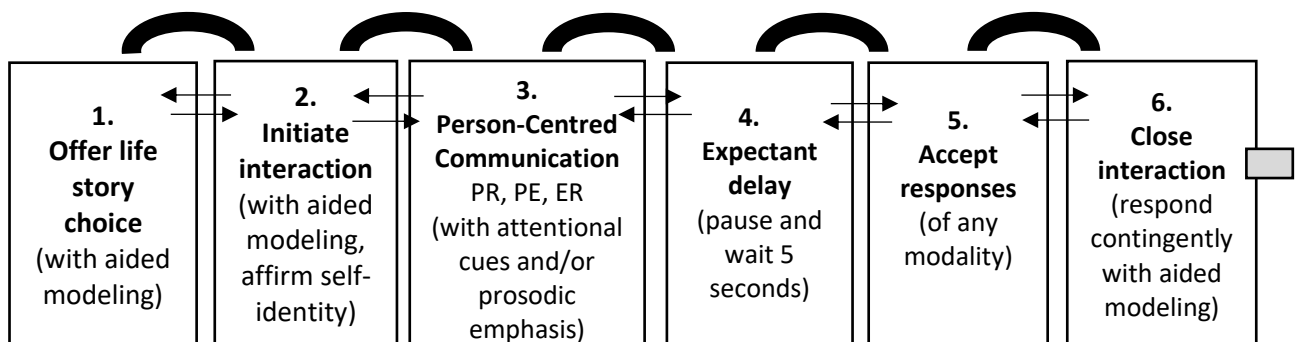 1.
Offer life
story
choice
(with aided
modeling)
2.
Initiate
interaction
(with aided
modeling,
affirm self-
identity)
3.
Person-Centred
Communication
PR, PE, ER
(with attentional
cues and/or
prosodic
emphasis)
4.
Expectant
delay
(pause and
wait 5
seconds)
5.
Accept
responses
(of any
modality)
6.
Close
interaction
(respond
contingently
with aided
modeling)